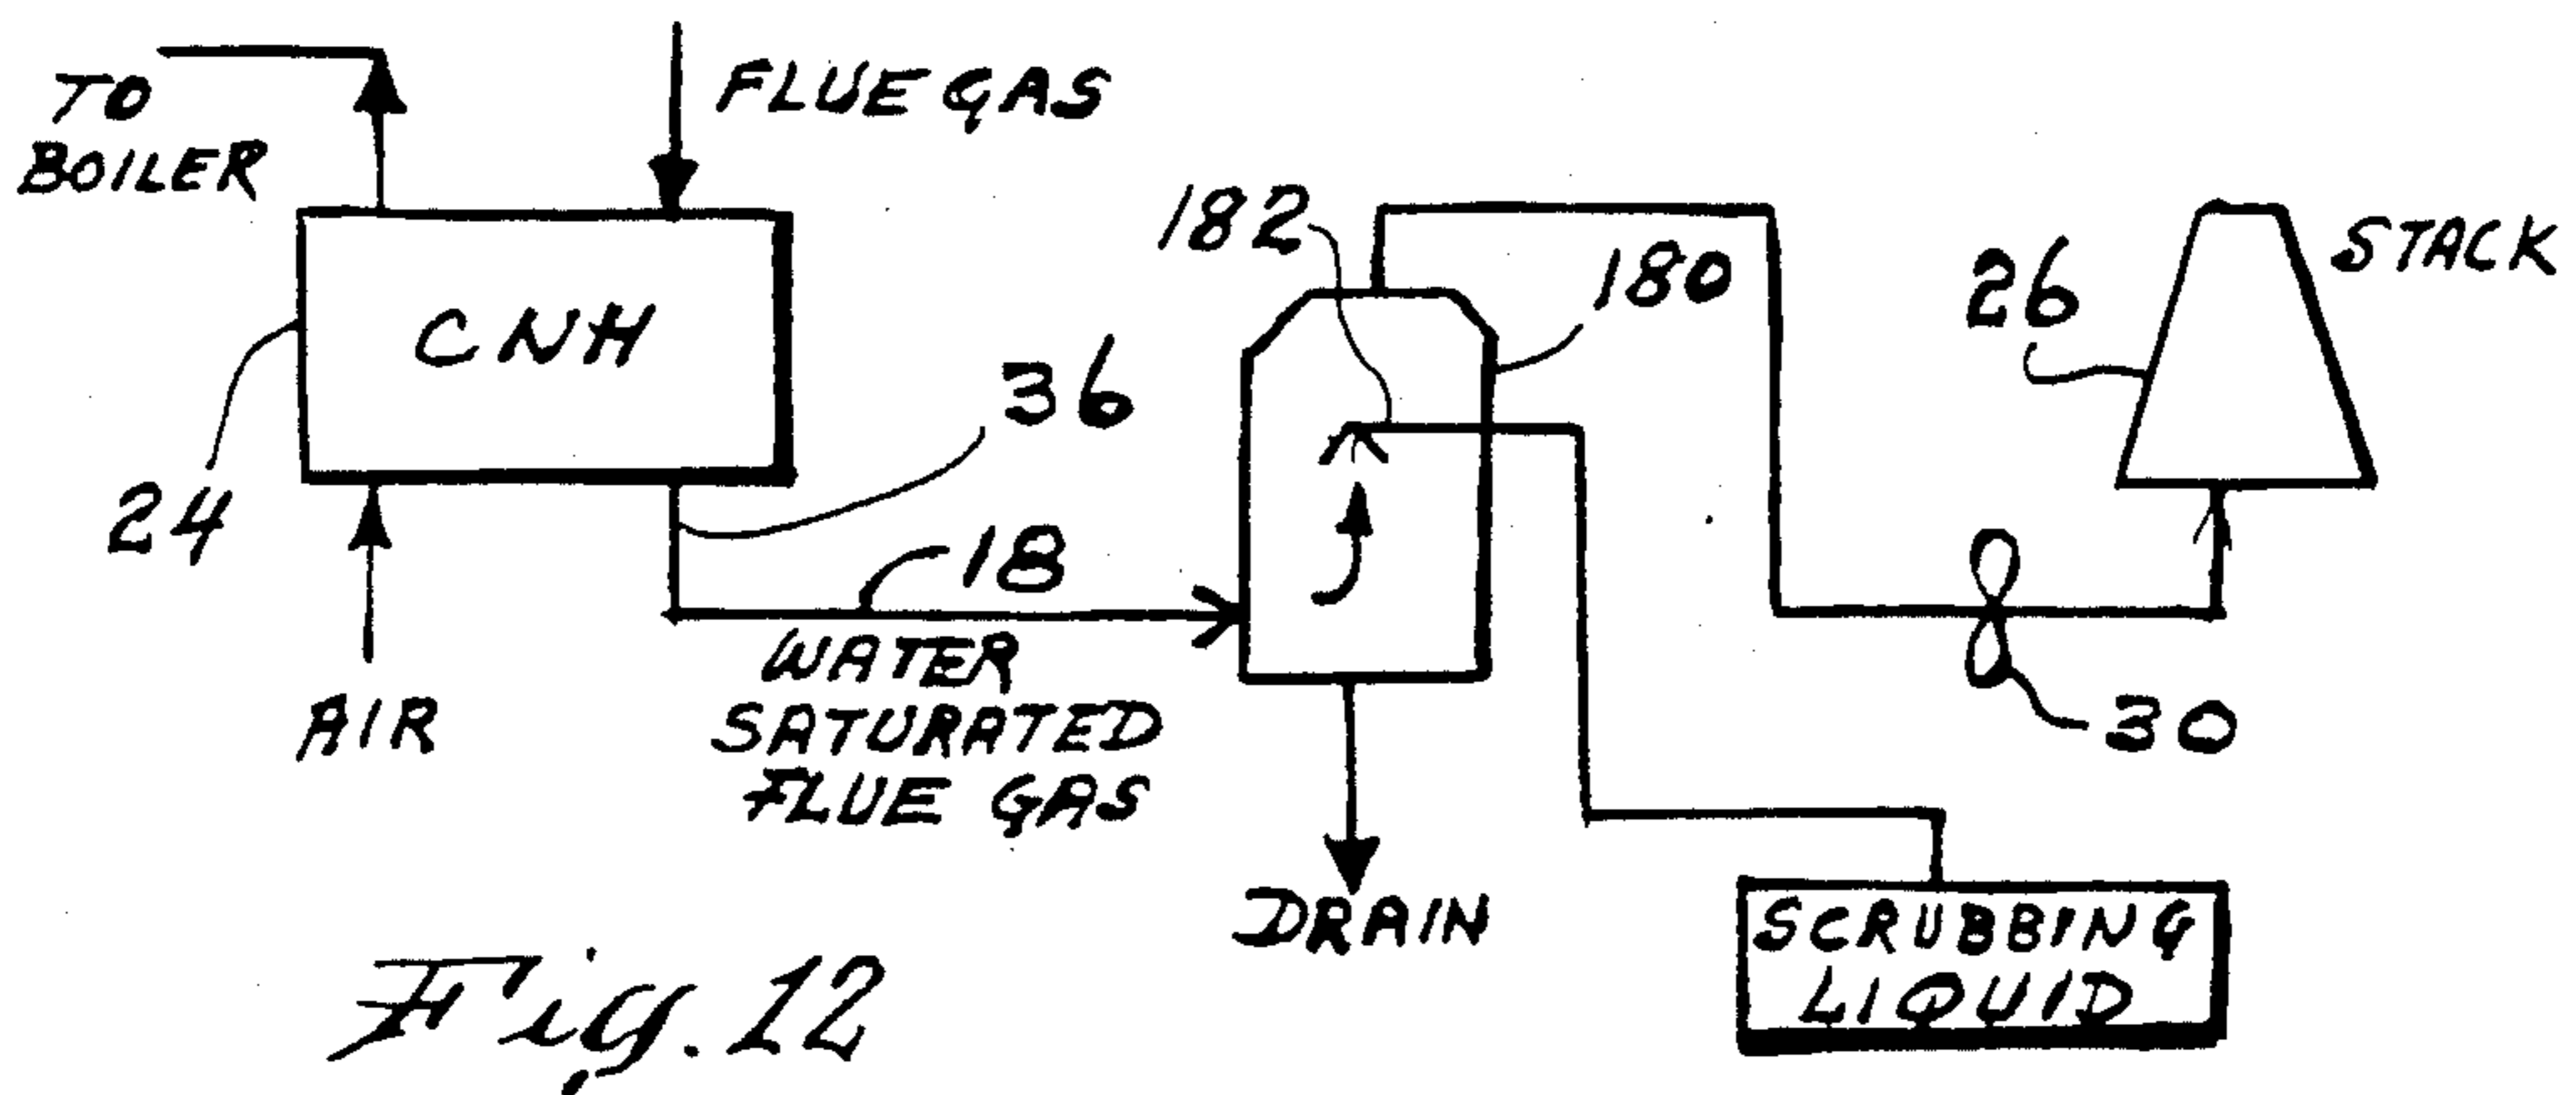 TO
BOILER
FLUE GAS
182
180
STACK
26
CNH
36
24
18
AIR
WATER
SATURATED
FLUE GAS
30
DRAIN
SCRUBBING
LIQUID
Fig. 12